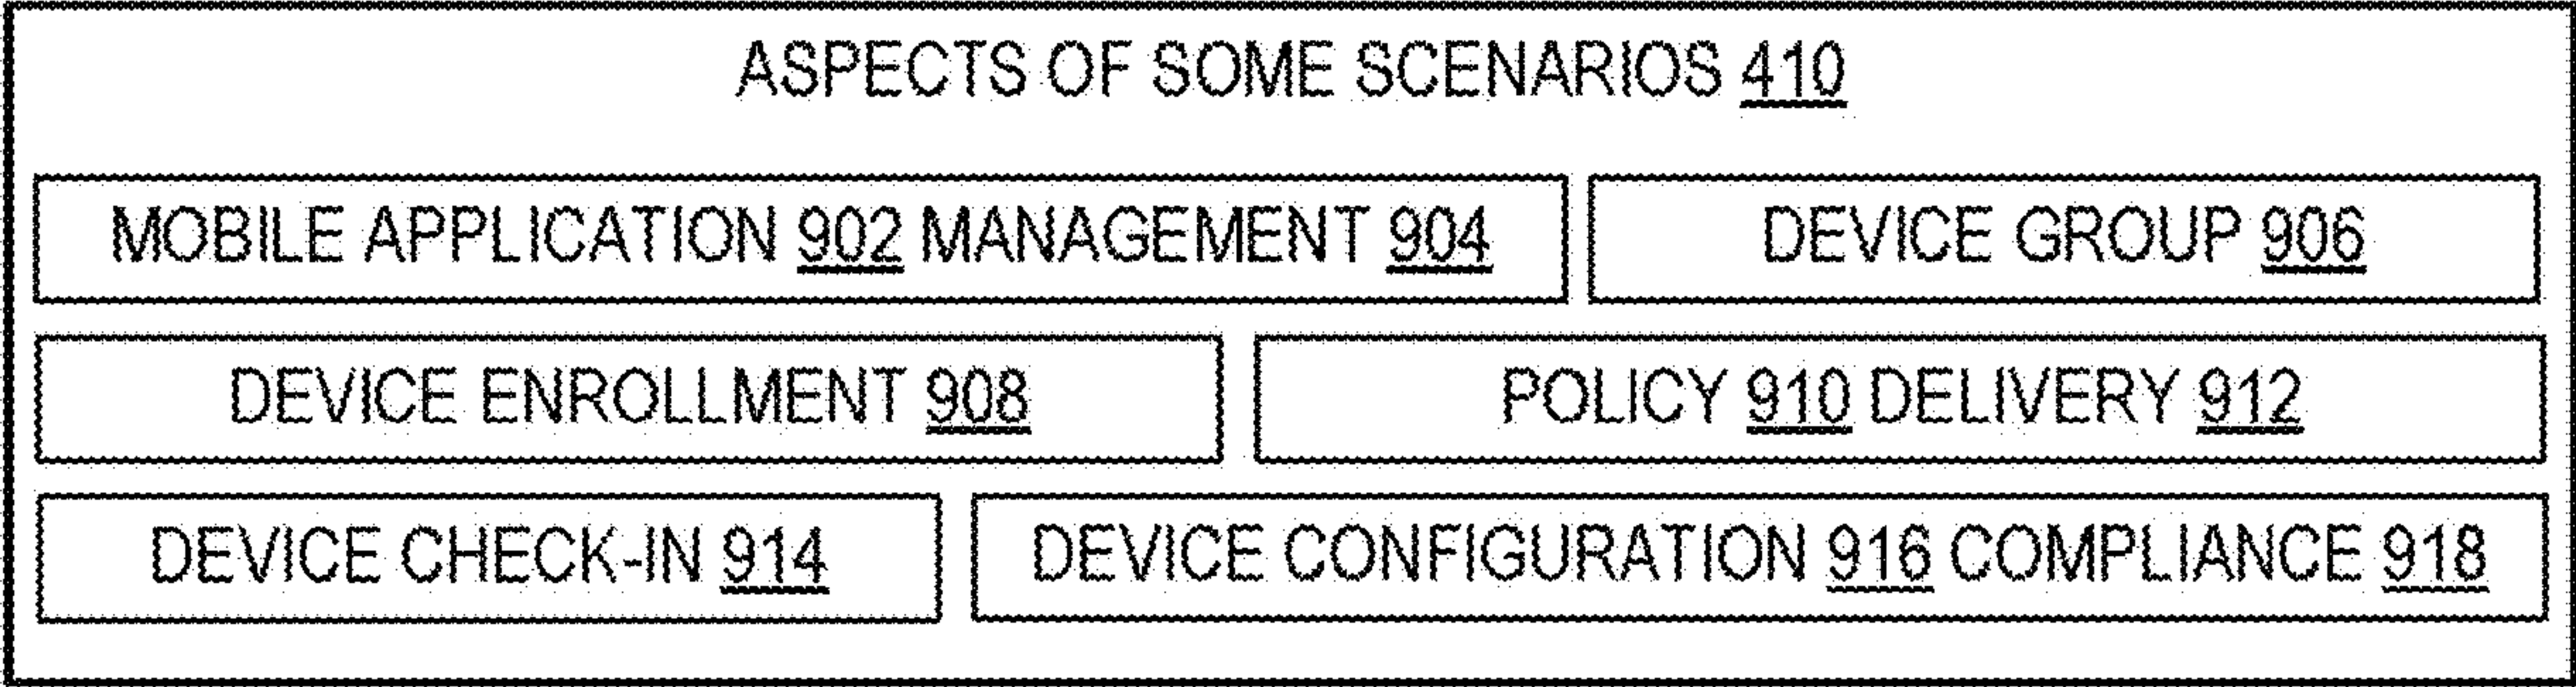 ASPECTS OF SOME SCENARIOS 410
MOBILE APPLICATION 902 MANAGEMENT 904
DEVICE GROUP 906
DEVICE ENROLLMENT 908
POLICY 910 DELIVERY 912
DEVICE CHECK-IN 914
DEVICE CONFIGURATION 916 COMPLIANCE 918